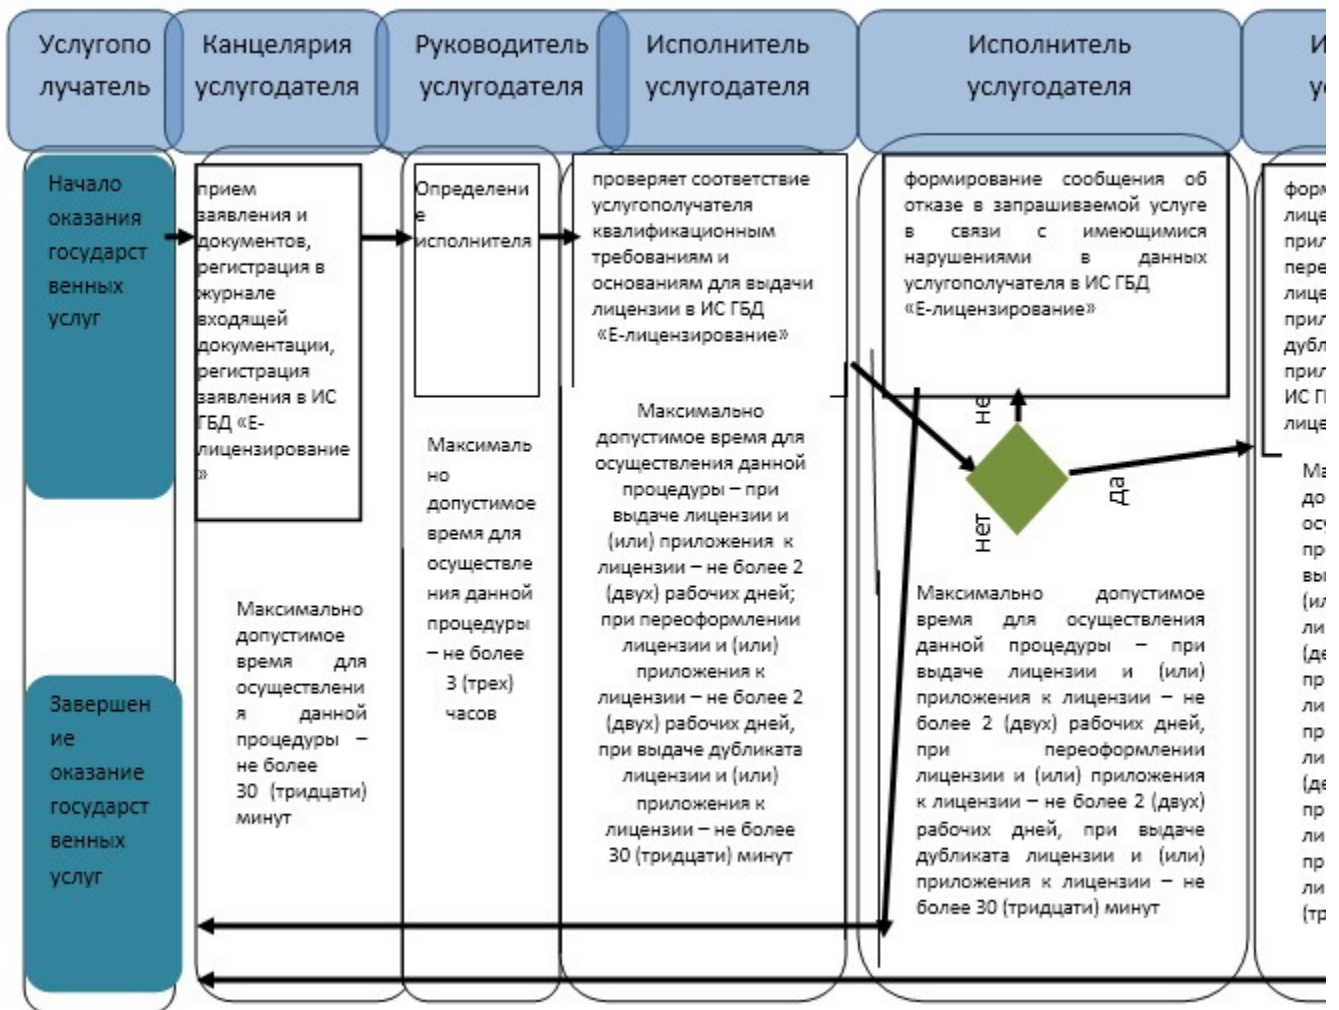 Услугопо
лучатель
Канцелярия
услугодателя
Руководитель
услугодателя
Исполнитель
услугодателя
Исполнитель
услугодателя
Начало
оказания
государст
венных
услуг
прием
заявления и
документов,
регистрация в
журнале
входящей
документации,
регистрация
заявления в ИС
ГБД «Е-
лицензирование
»
Максимально
допустимое
время для
осуществлени
я данной
процедуры –
не более
30 (тридцати)
минут
Определени
е
исполнителя
Максималь
но
допустимое
время для
осуществле
ния данной
процедуры
– не более
3 (трех)
часов
проверяет соответствие
услугополучателя
квалификационным
требованиям и
основаниям для выдачи
лицензии в ИС ГБД
«Е-лицензирование»
Максимально
допустимое время для
осуществления данной
процедуры – при
выдаче лицензии и
(или) приложения к
лицензии – не более 2
(двух) рабочих дней;
при переоформлении
лицензии и (или)
приложения к
лицензии – не более 2
(двух) рабочих дней,
при выдаче дубликата
лицензии и (или)
приложения к
лицензии – не более
30 (тридцати) минут
формирование сообщения об
отказе в запрашиваемой услуге
в связи с имеющимися
нарушениями в данных
услугополучателя в ИС ГБД
«Е-лицензирование»
не
нет
да
Максимально допустимое
время для осуществления
данной процедуры – при
выдаче лицензии и (или)
приложения к лицензии – не
более 2 (двух) рабочих дней,
при переоформлении
лицензии и (или) приложения
к лицензии – не более 2 (двух)
рабочих дней, при выдаче
дубликата лицензии и (или)
приложения к лицензии – не
более 30 (тридцати) минут
Завершен
ие
оказание
государст
венных
услуг